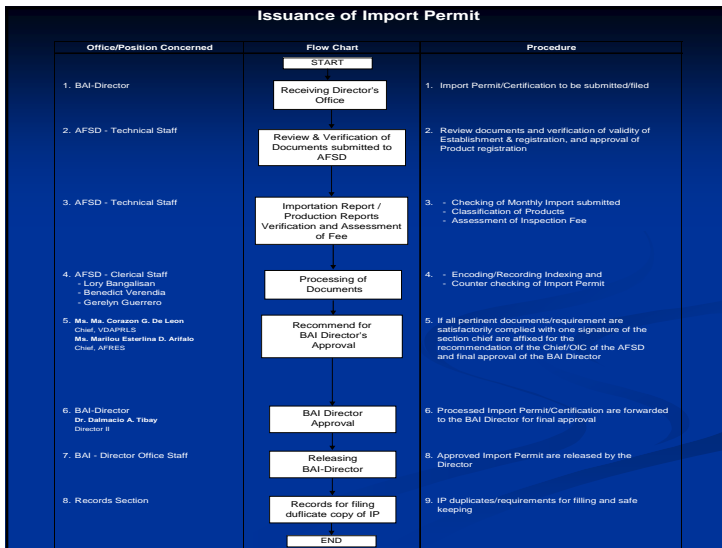 Issuance of Import Permit
Office/Position Concerned
Flow Chart
Procedure
START
1. BAI-Director
Receiving Director's
Office
1. Import Permit/Certification to be submitted/filed
2. AFSD - Technical Staff
Review & Verification of
Documents submitted to
AFSD
2. Review documents and verification of validity of
Establishment & registration, and approval of
Product registration
3. AFSD - Technical Staff
Importation Report /
Production Reports
Verification and Assessment
of Fee
3. - Checking of Monthly Import submitted
- Classification of Products
- Assessment of Inspection Fee
4. AFSD - Clerical Staff
- Lory Bangalisan
- Benedict Verendia
- Gerelyn Guerrero
Processing of
Documents
4. - Encoding/Recording Indexing and
- Counter checking of Import Permit
5. Ms. Ma. Corazon G. De Leon
Chief, VDAPRLS
Ms. Marilou Esterlina D. Arifalo
Chief, AFRES
Recommend for
BAI Director's
Approval
5. If all pertinent documents/requirement are
satisfactorily complied with one signature of the
section chief are affixed for the
recommendation of the Chief/OIC of the AFSD
and final approval of the BAI Director
6. BAI-Director
Dr. Dalmacio A. Tibay
Director II
BAI Director
Approval
6. Processed Import Permit/Certification are forwarded
to the BAI Director for final approval
7. BAI - Director Office Staff
Releasing
BAI-Director
8. Approved Import Permit are released by the
Director
8. Records Section
Records for filing
duflicate copy of IP
9. IP duplicates/requirements for filling and safe
keeping
END